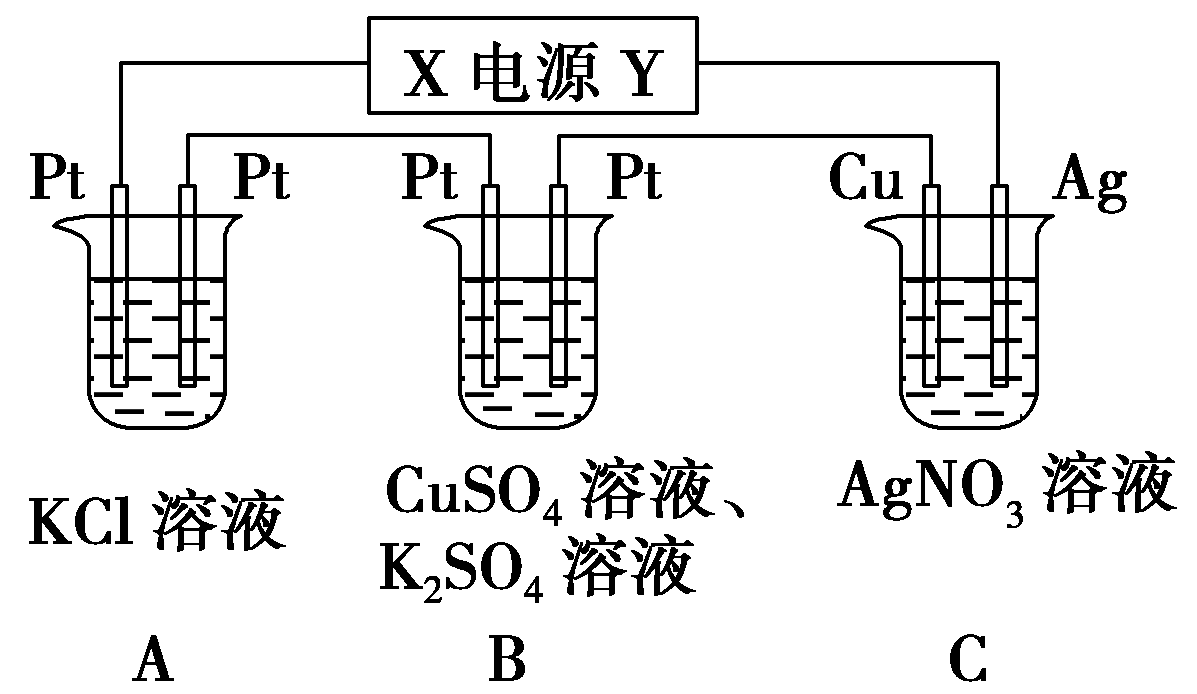 X 电源 Y
Pt Pt Pt Pt Cu Ag
KCl 溶液
CuSO₄ 溶液、
K₂SO₄ 溶液
AgNO₃ 溶液
A B C